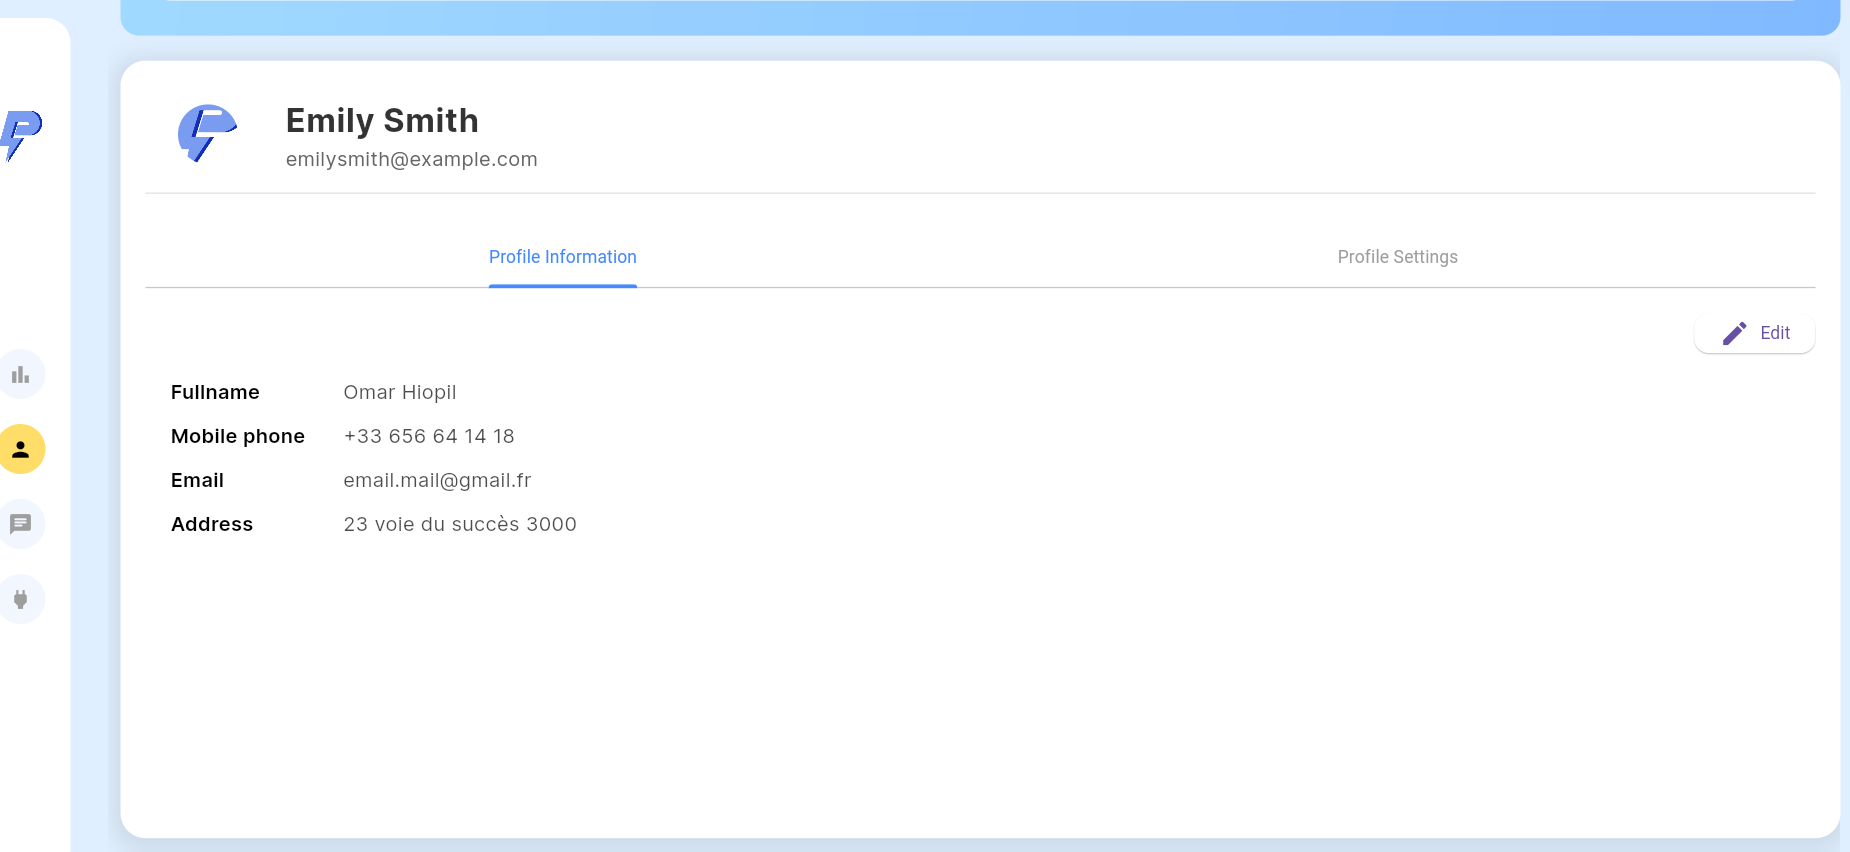 Emily Smith
emilysmith@example.com
Profile Information Profile Settings
Edit
Fullname Omar Hiopil
Mobile phone +33 656 64 14 18
Email email.mail@gmail.fr
Address 23 voie du succès 3000